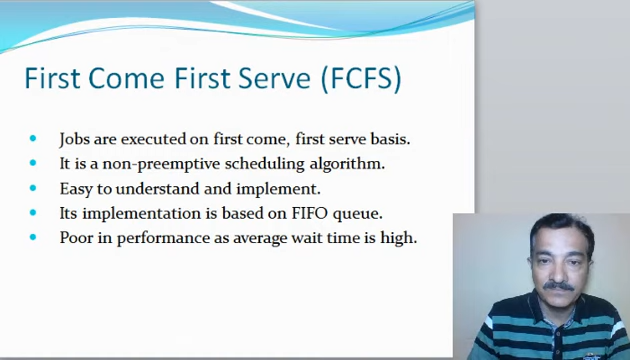 First Come First Serve (FCFS)
Jobs are executed on first come, first serve basis.
It is a non-preemptive scheduling algorithm.
Easy to understand and implement.
Its implementation is based on FIFO queue.
Poor in performance as average wait time is high.